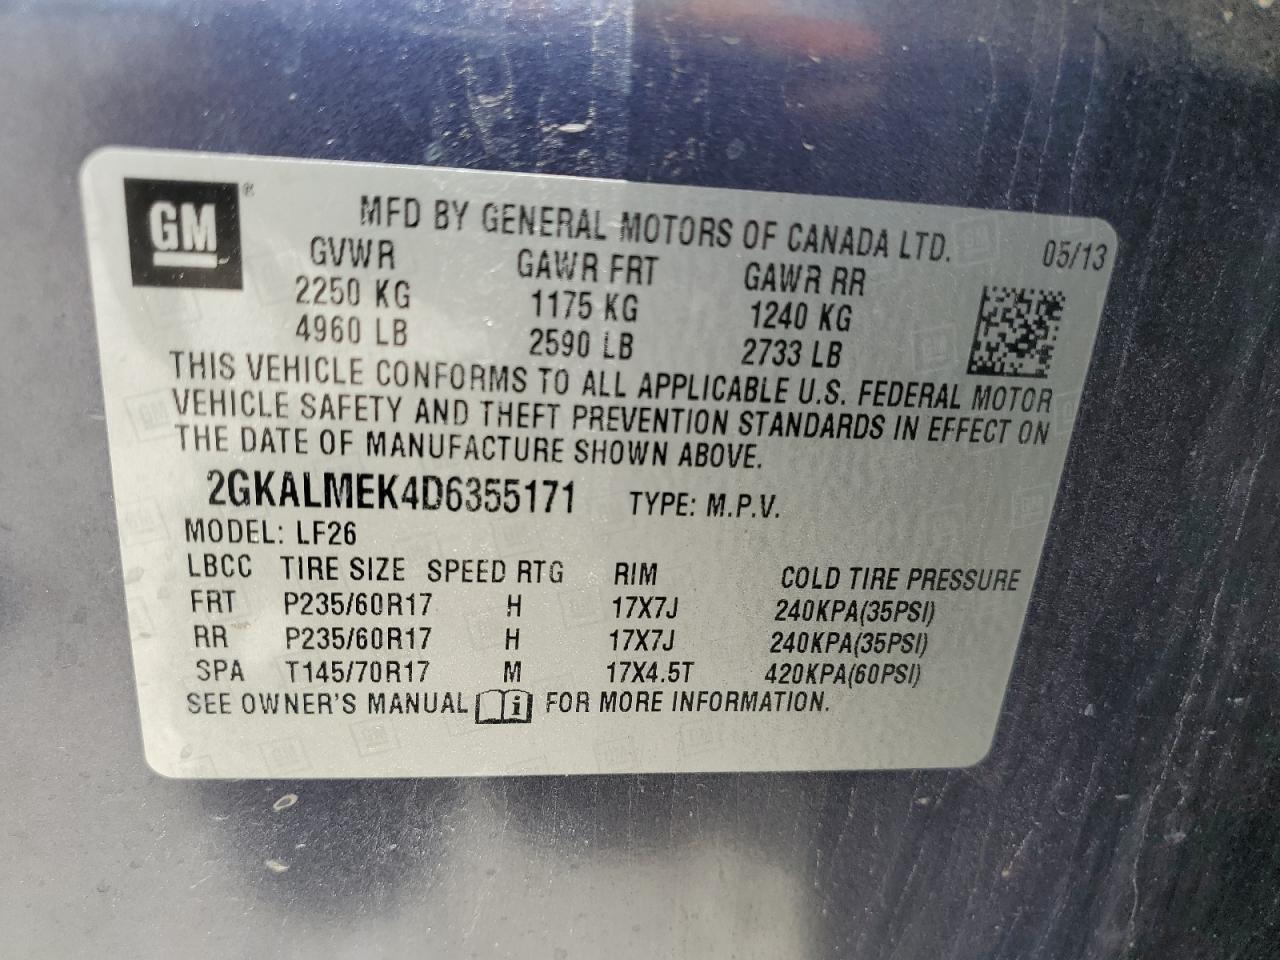 GM®
MFD BY GENERAL MOTORS OF CANADA LTD. 05/13
GVWR GAWR FRT GAWR RR
2250 KG 1175 KG 1240 KG
4960 LB 2590 LB 2733 LB
THIS VEHICLE CONFORMS TO ALL APPLICABLE U.S. FEDERAL MOTOR
VEHICLE SAFETY AND THEFT PREVENTION STANDARDS IN EFFECT ON
THE DATE OF MANUFACTURE SHOWN ABOVE.
2GKALMEK4D6355171 TYPE: M.P.V.
MODEL: LF26
LBCC TIRE SIZE SPEED RTG RIM COLD TIRE PRESSURE
FRT P235/60R17 H 17X7J 240KPA(35PSI)
RR P235/60R17 H 17X7J 240KPA(35PSI)
SPA T145/70R17 M 17X4.5T 420KPA(60PSI)
SEE OWNER'S MANUAL i FOR MORE INFORMATION.